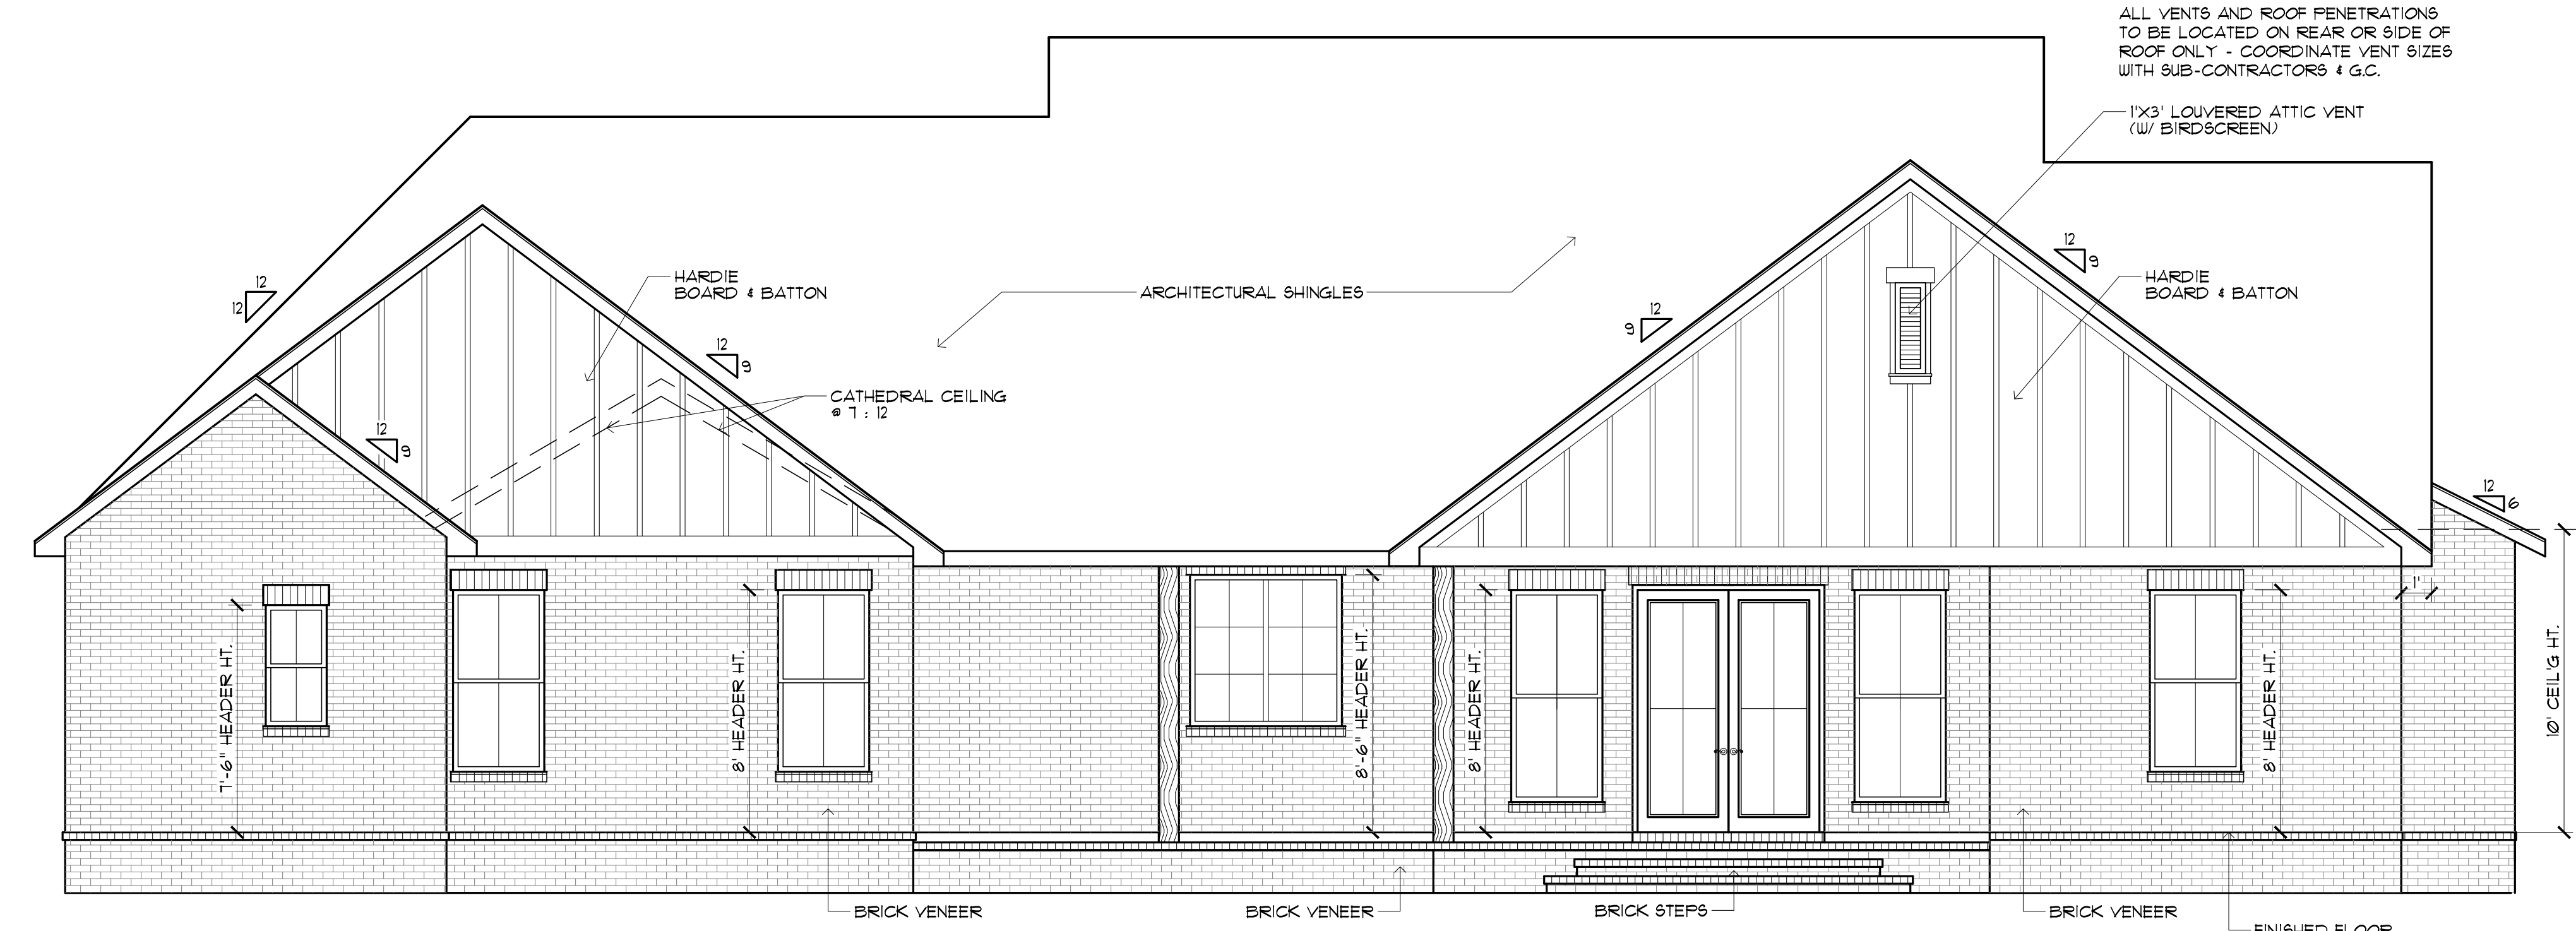 ALL VENTS AND ROOF PENETRATIONS
TO BE LOCATED ON REAR OR SIDE OF
ROOF ONLY - COORDINATE VENT SIZES
WITH SUB-CONTRACTORS & G.C.
1'X3' LOUVERED ATTIC VENT
(W/ BIRDSCREEN)
12
12
HARDIE
BOARD & BATTON
ARCHITECTURAL SHINGLES
12
9
12
9
HARDIE
BOARD & BATTON
12
9
CATHEDRAL CEILING
@ 7 : 12
12
9
12
6
1'
7'-6" HEADER HT.
8' HEADER HT.
8'-6" HEADER HT.
8' HEADER HT.
8' HEADER HT.
10' CEIL'G HT.
BRICK VENEER
BRICK VENEER
BRICK STEPS
BRICK VENEER
FINISHED FLOOR